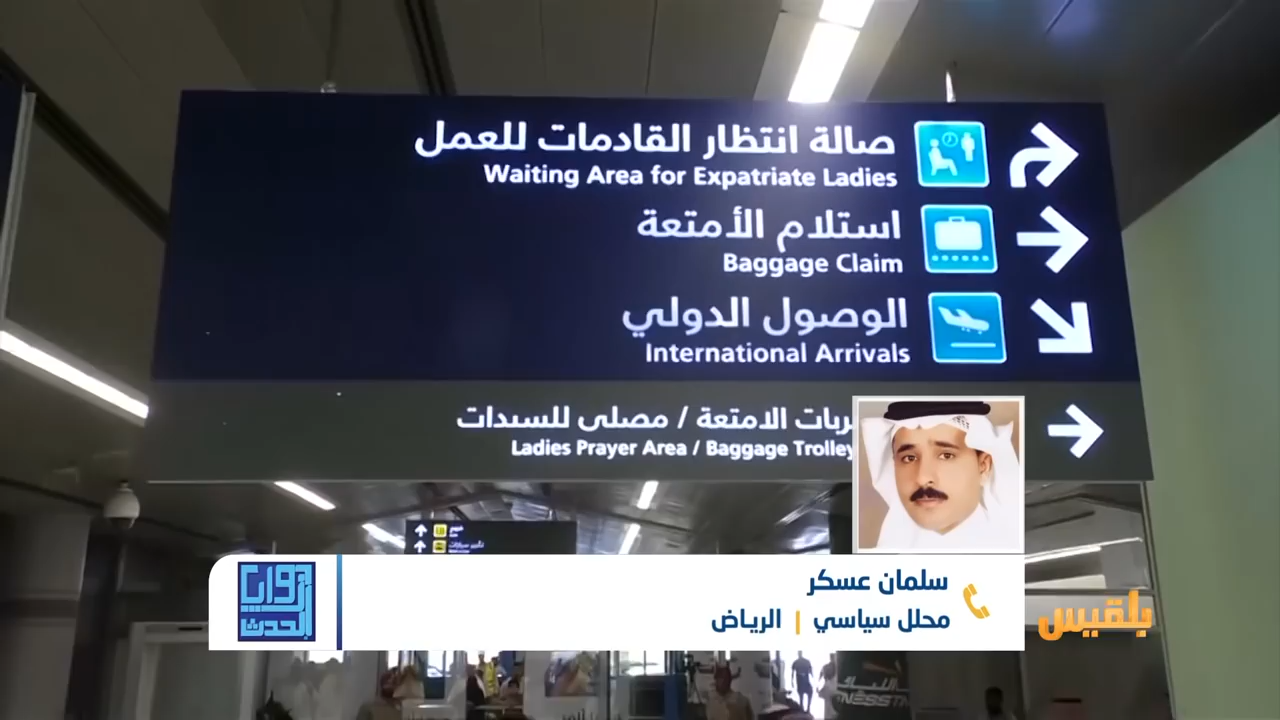 صالة انتظار القادمات للعمل
Waiting Area for Expatriate Ladies
استلام الأمتعة
Baggage Claim
الوصول الدولي
International Arrivals
ربات الامتعة / مصلى للسيدات
Ladies Prayer Area / Baggage Trolley
سلمان عسكر
محلل سياسي | الرياض
بلقيس
زوايا الحدث